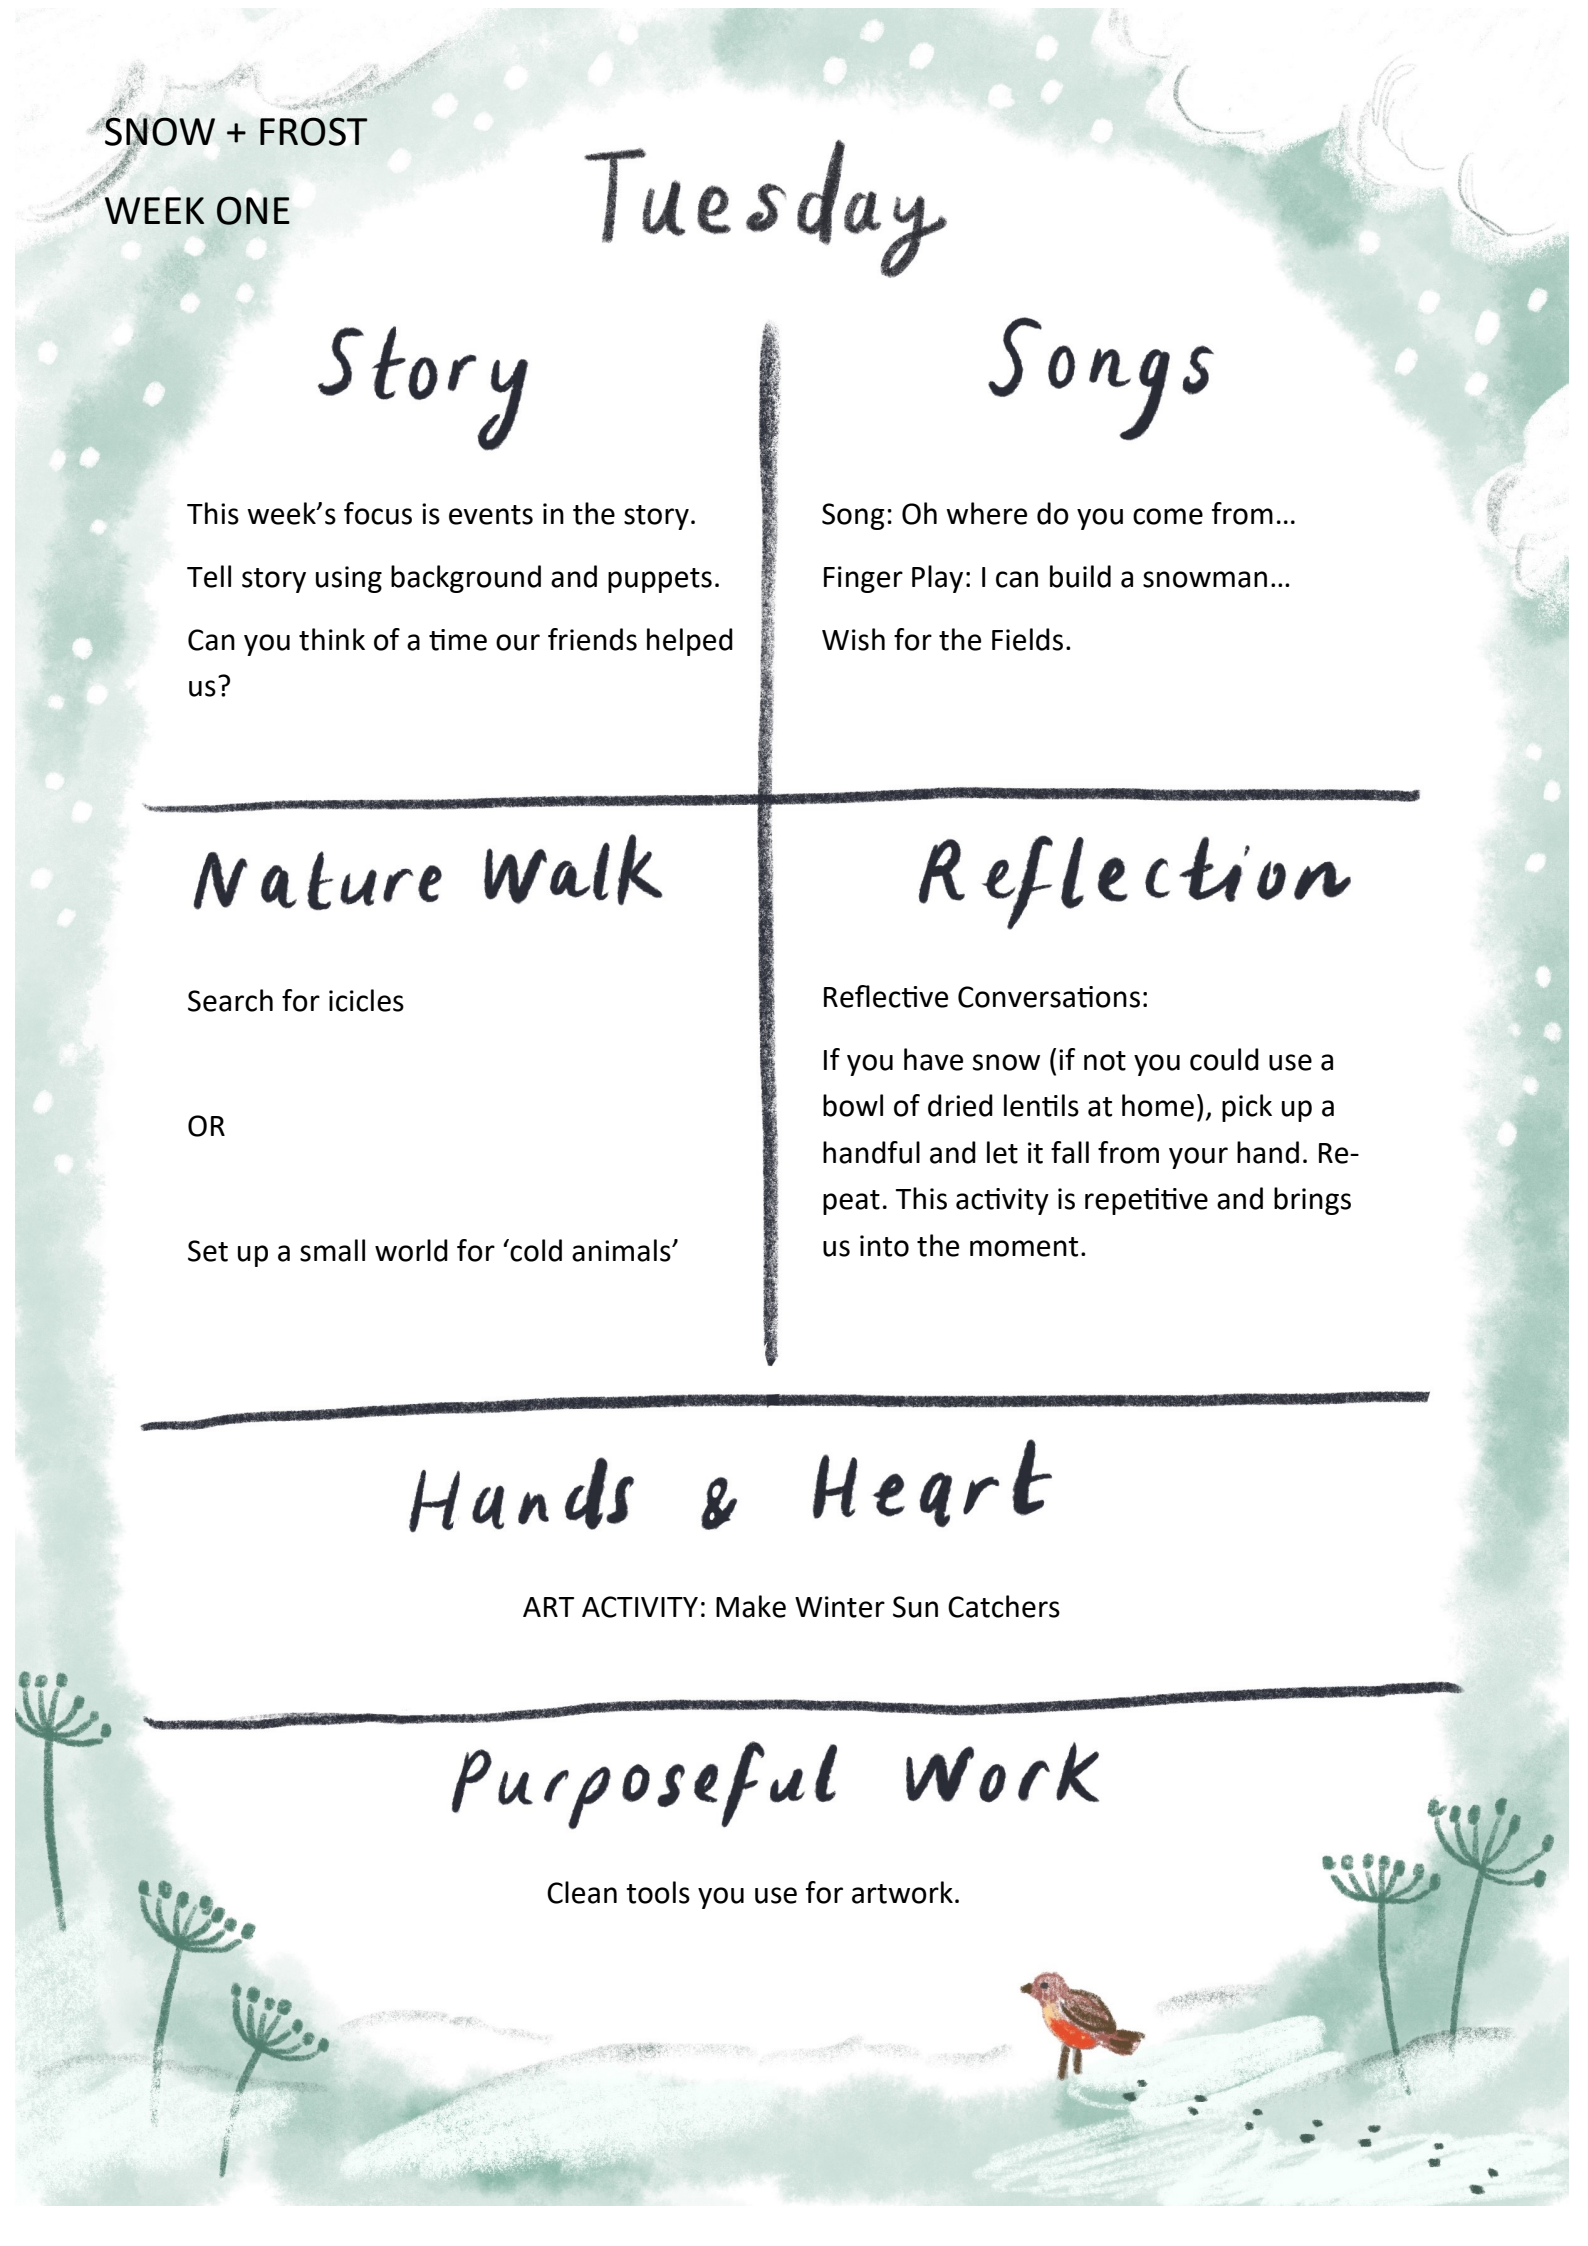 SNOW + FROST
WEEK ONE
Tuesday
Story
This week’s focus is events in the story.
Tell story using background and puppets.
Can you think of a time our friends helped
us?
Songs
Song: Oh where do you come from…
Finger Play: I can build a snowman…
Wish for the Fields.
Nature Walk
Search for icicles
OR
Set up a small world for ‘cold animals’
Reflection
Reflective Conversations:
If you have snow (if not you could use a
bowl of dried lentils at home), pick up a
handful and let it fall from your hand. Re-
peat. This activity is repetitive and brings
us into the moment.
Hands & Heart
ART ACTIVITY: Make Winter Sun Catchers
Purposeful Work
Clean tools you use for artwork.